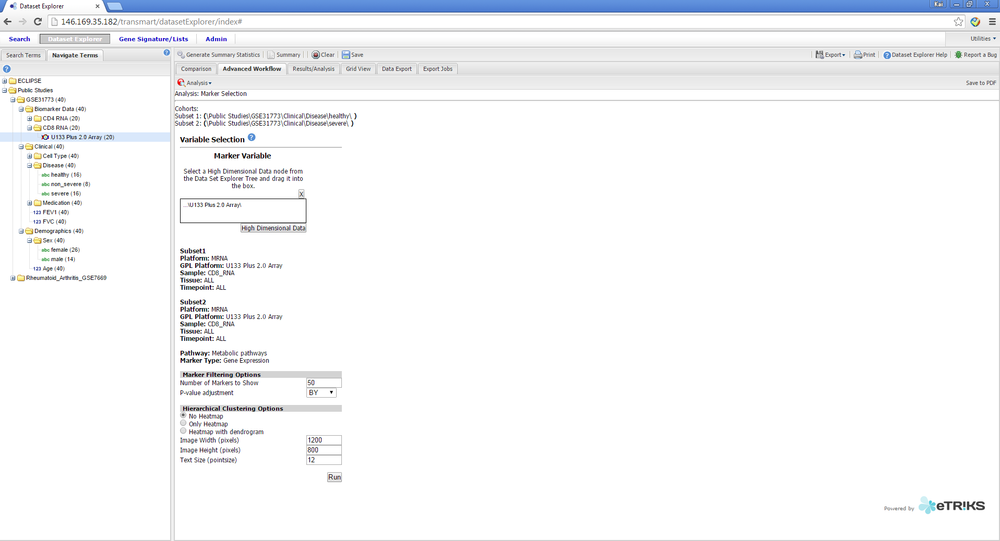 Dataset Explorer
Kai
146.169.35.182/transmart/datasetExplorer/index#
Search
Dataset Explorer
Gene Signature/Lists
Admin
Utilities
Search Terms
Navigate Terms
ECLIPSE
Public Studies
GSE31773 (40)
Biomarker Data (40)
CD4 RNA (20)
CD8 RNA (20)
U133 Plus 2.0 Array (20)
Clinical (40)
Cell Type (40)
Disease (40)
abc healthy (16)
abc non_severe (8)
abc severe (16)
Medication (40)
123 FEV1 (40)
123 FVC (40)
Demographics (40)
Sex (40)
abc female (26)
abc male (14)
123 Age (40)
Rheumatoid_Arthritis_GSE7669
Generate Summary Statistics
Summary
Clear
Save
Export
Print
Dataset Explorer Help
Report a Bug
Comparison
Advanced Workflow
Results/Analysis
Grid View
Data Export
Export Jobs
Analysis
Save to PDF
Analysis: Marker Selection
Cohorts:
Subset 1: (\Public Studies\GSE31773\Clinical\Disease\healthy\ )
Subset 2: (\Public Studies\GSE31773\Clinical\Disease\severe\ )
Variable Selection
Marker Variable
Select a High Dimensional Data node from
the Data Set Explorer Tree and drag it into
the box.
X
...\U133 Plus 2.0 Array\
High Dimensional Data
Subset1
Platform: MRNA
GPL Platform: U133 Plus 2.0 Array
Sample: CD8_RNA
Tissue: ALL
Timepoint: ALL
Subset2
Platform: MRNA
GPL Platform: U133 Plus 2.0 Array
Sample: CD8_RNA
Tissue: ALL
Timepoint: ALL
Pathway: Metabolic pathways
Marker Type: Gene Expression
Marker Filtering Options
Number of Markers to Show 50
P-value adjustment BY
Hierarchical Clustering Options
No Heatmap
Only Heatmap
Heatmap with dendrogram
Image Width (pixels) 1200
Image Height (pixels) 800
Text Size (pointsize) 12
Run
Powered by eTRIKS